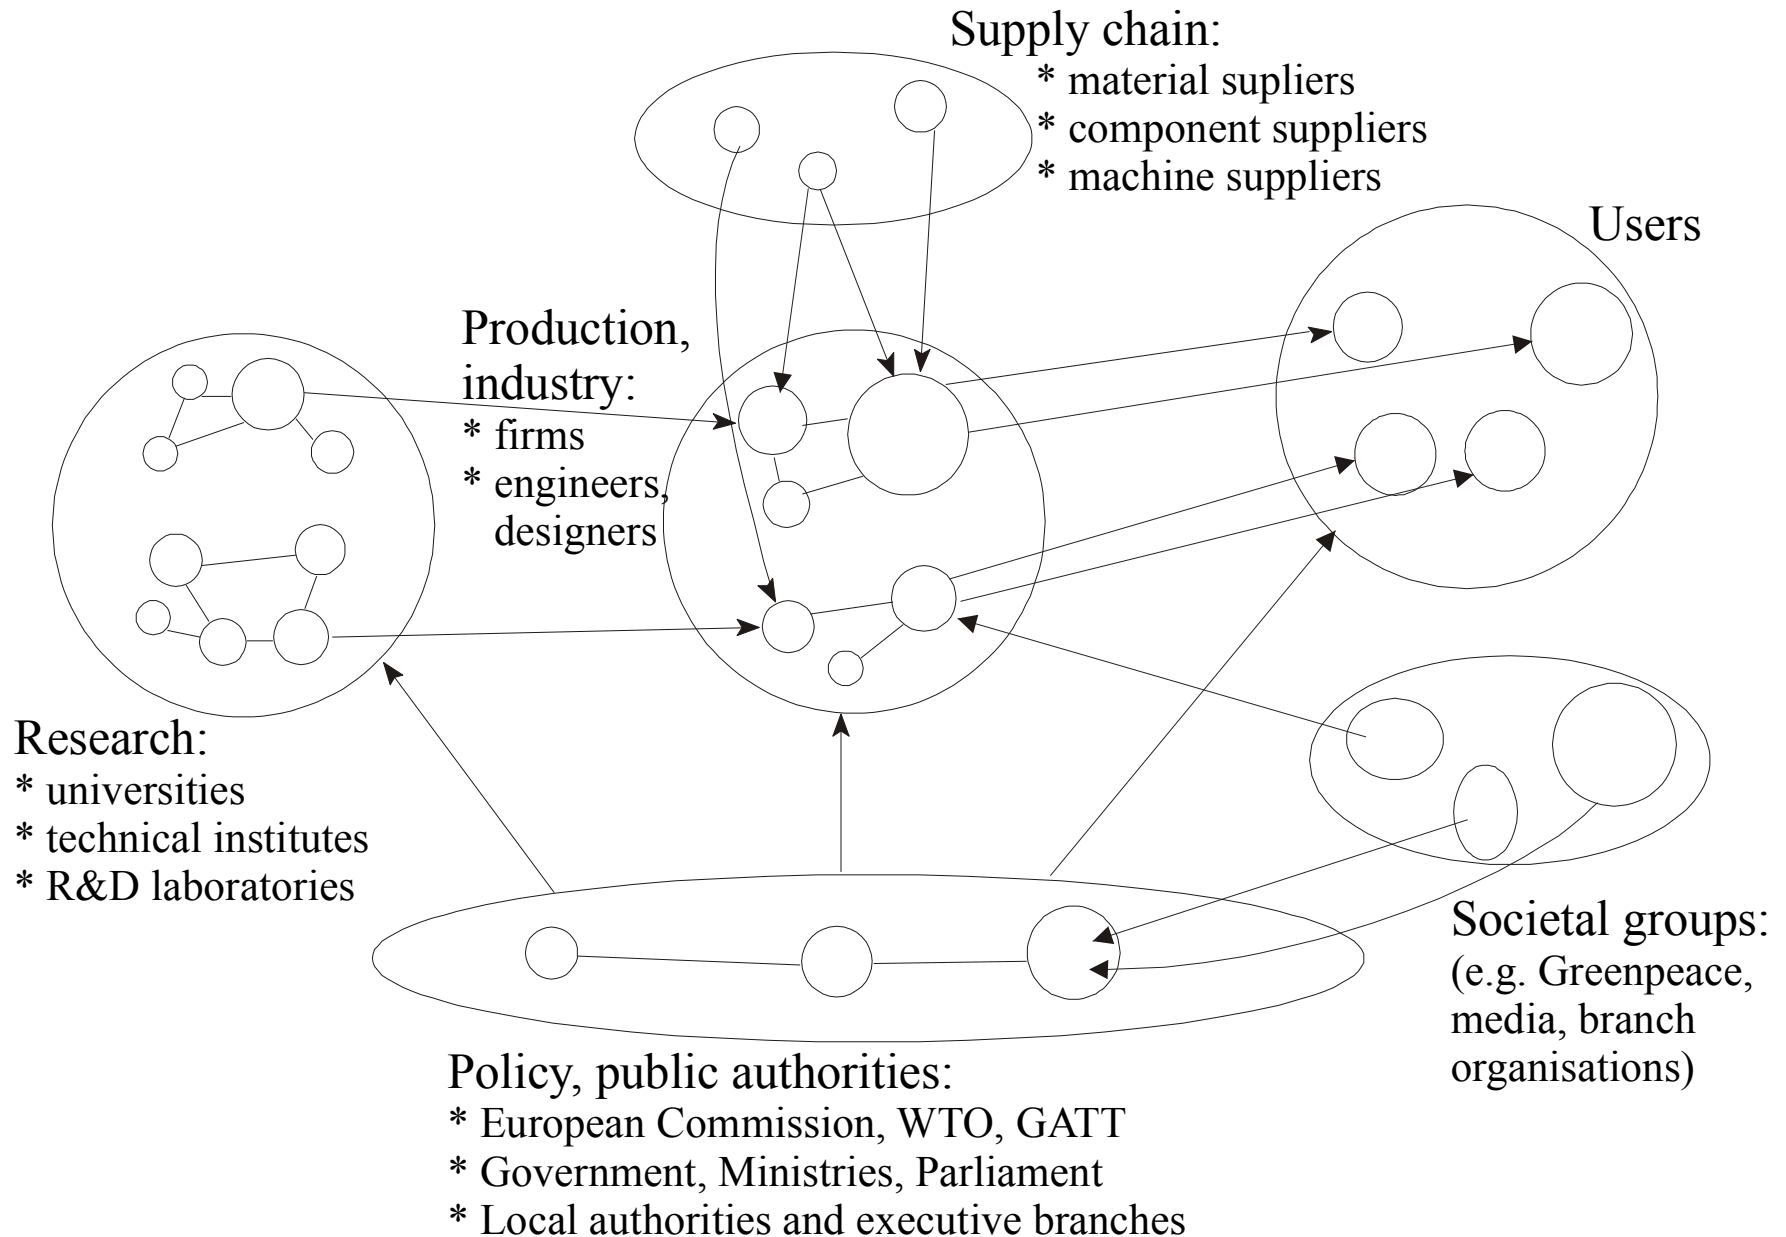 Supply chain:
* material supliers
* component suppliers
* machine suppliers
Users
Production,
industry:
* firms
* engineers,
designers
Research:
* universities
* technical institutes
* R&D laboratories
Societal groups:
(e.g. Greenpeace,
media, branch
organisations)
Policy, public authorities:
* European Commission, WTO, GATT
* Government, Ministries, Parliament
* Local authorities and executive branches